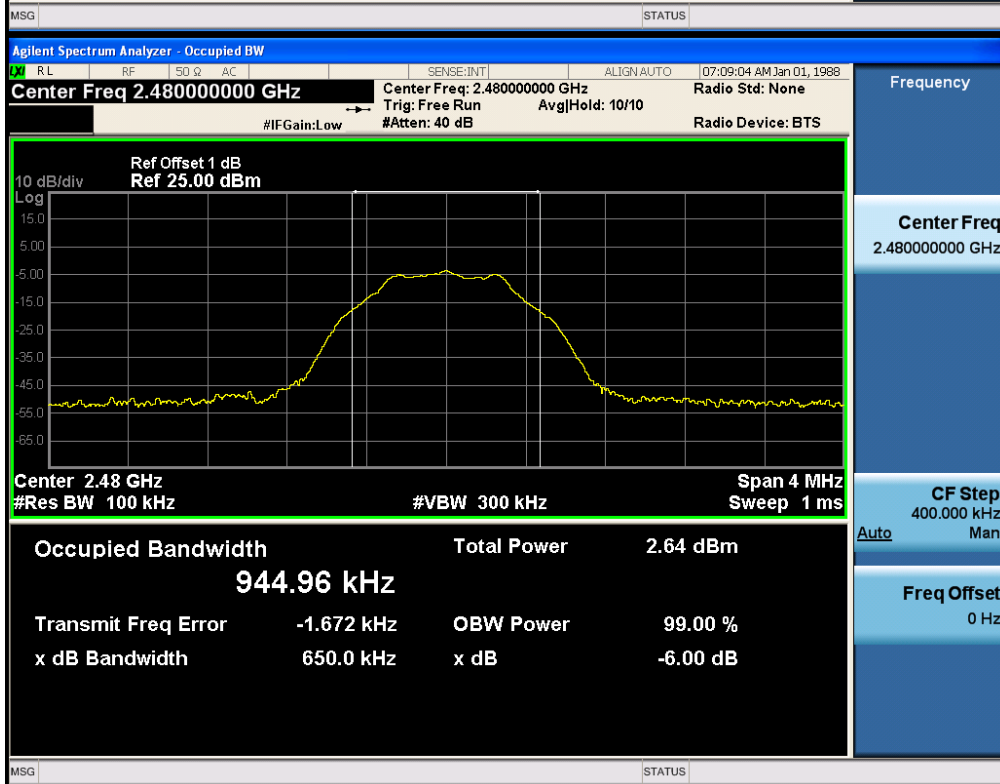 MSG STATUS
Agilent Spectrum Analyzer - Occupied BW
LXI RL RF 50 Ω AC SENSE:INT ALIGN AUTO 07:09:04 AM Jan 01, 1988
Center Freq 2.480000000 GHz
Center Freq: 2.480000000 GHz Radio Std: None
Trig: Free Run Avg|Hold: 10/10
#IFGain:Low #Atten: 40 dB Radio Device: BTS
Frequency
Ref Offset 1 dB
10 dB/div Ref 25.00 dBm
Log
15.0
5.00
-5.00
-15.0
-25.0
-35.0
-45.0
-55.0
-65.0
Center 2.48 GHz Span 4 MHz
#Res BW 100 kHz #VBW 300 kHz Sweep 1 ms
Center Freq
2.480000000 GHz
CF Step
400.000 kHz
Auto Man
Freq Offset
0 Hz
Occupied Bandwidth Total Power 2.64 dBm
944.96 kHz
Transmit Freq Error -1.672 kHz OBW Power 99.00 %
x dB Bandwidth 650.0 kHz x dB -6.00 dB
MSG STATUS